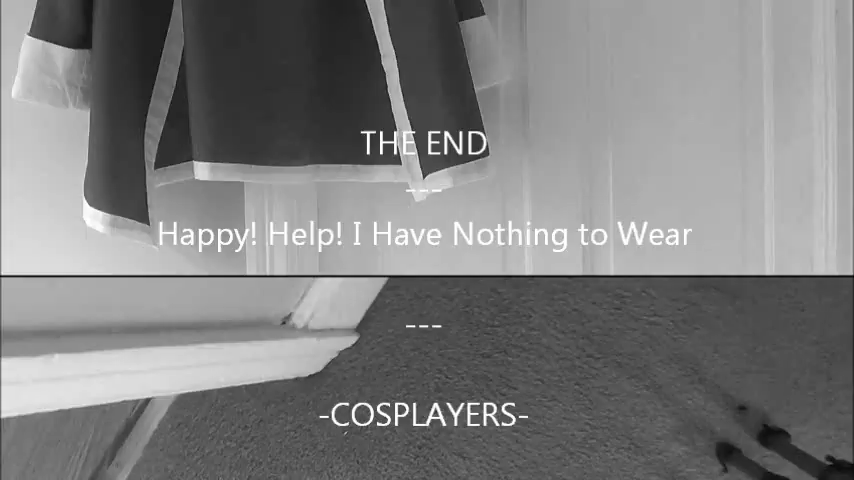 THE END
---
Happy! Help! I Have Nothing to Wear
---
-COSPLAYERS-